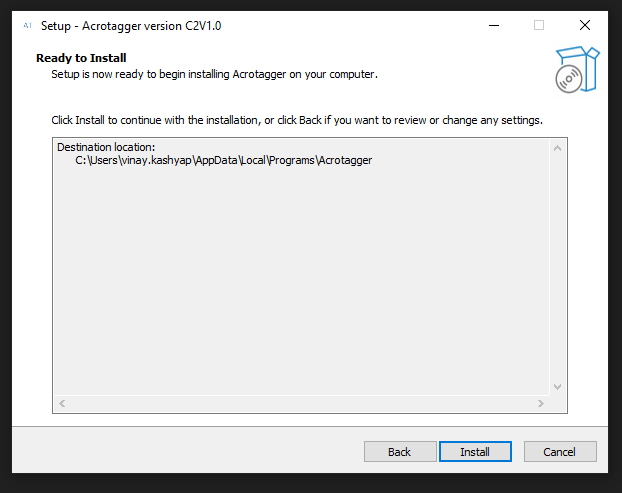 AT Setup - Acrotagger version C2V1.0
Ready to Install
Setup is now ready to begin installing Acrotagger on your computer.
Click Install to continue with the installation, or click Back if you want to review or change any settings.
Destination location:
C:\Users\vinay.kashyap\AppData\Local\Programs\Acrotagger
Back Install Cancel